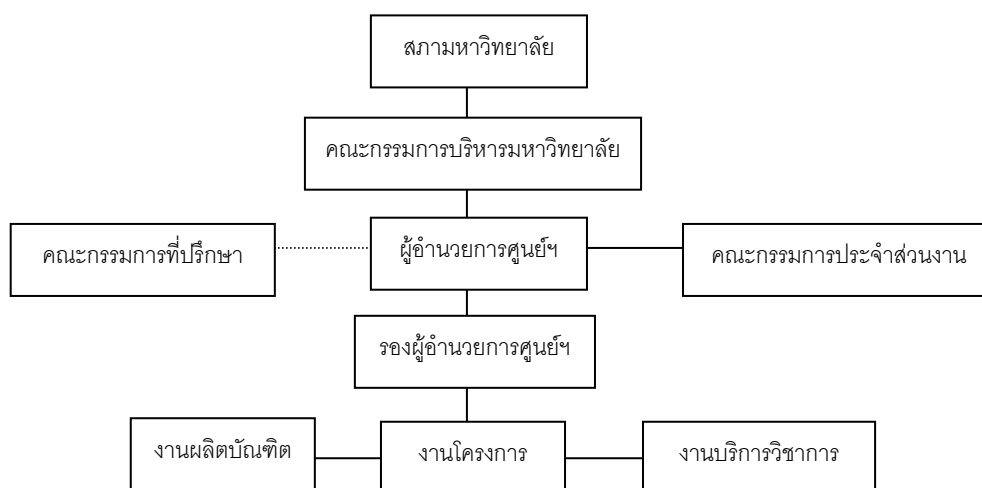 สภามหาวิทยาลัย
คณะกรรมการบริหารมหาวิทยาลัย
คณะกรรมการที่ปรึกษา
ผู้อำนวยการศูนย์ฯ
คณะกรรมการประจำส่วนงาน
รองผู้อำนวยการศูนย์ฯ
งานผลิตบัณฑิต
งานโครงการ
งานบริการวิชาการ